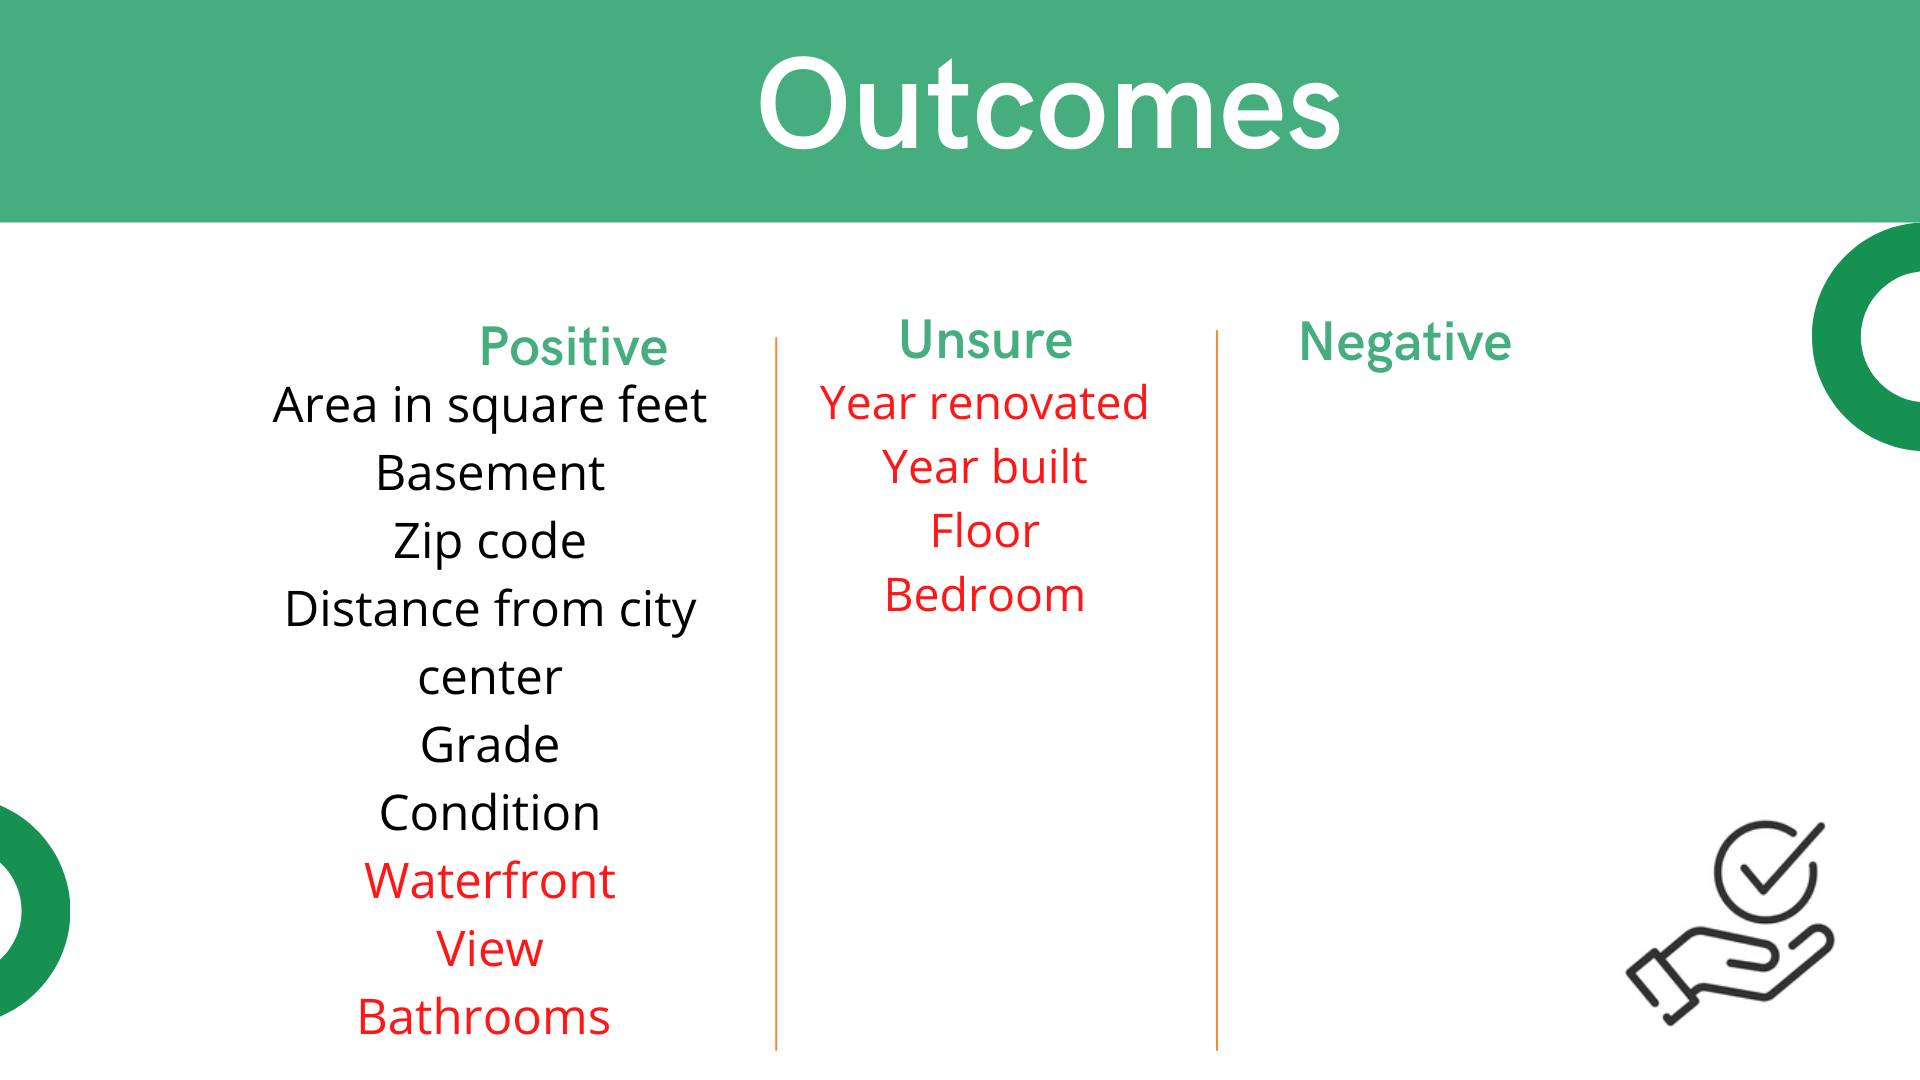 Outcomes
Positive
Area in square feet
Basement
Zip code
Distance from city
center
Grade
Condition
Waterfront
View
Bathrooms
Unsure
Year renovated
Year built
Floor
Bedroom
Negative